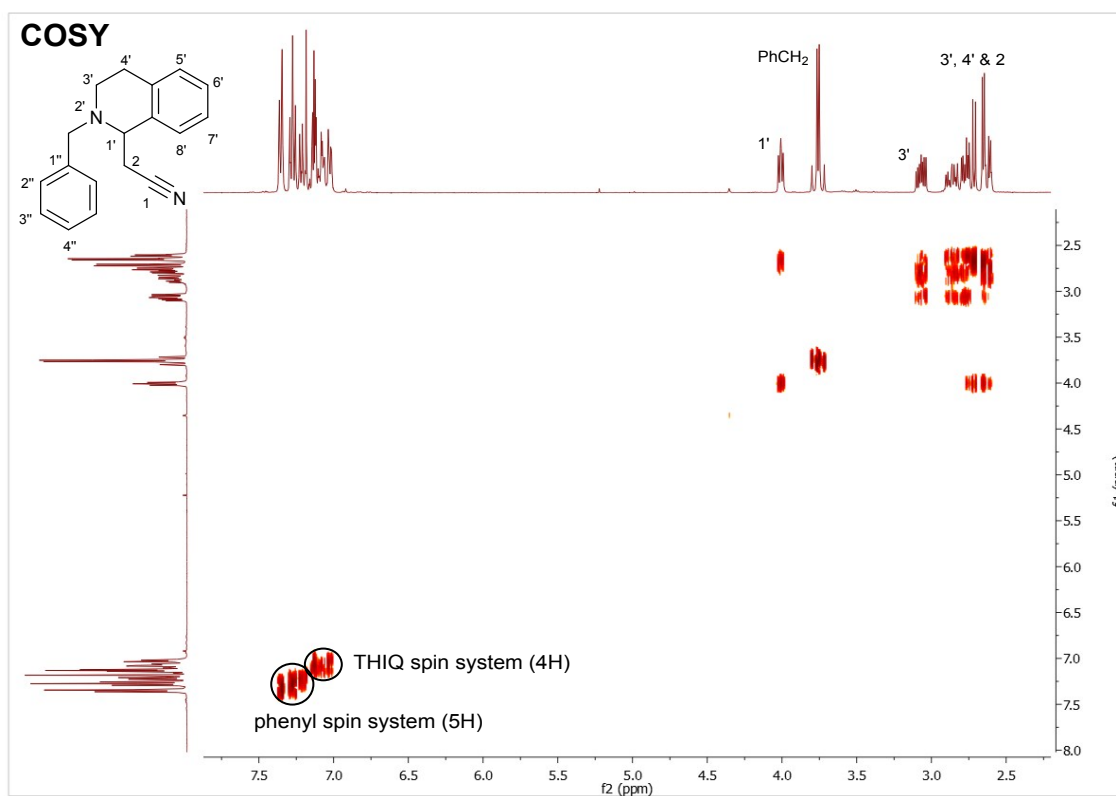 COSY
4'
5'
3'
6'
2'
N
7'
1'
8'
1"
2
2"
1
N
3"
4"
PhCH2
3', 4' & 2
1'
3'
2.5
3.0
3.5
4.0
4.5
5.0
5.5
6.0
6.5
7.0
7.5
8.0
f1 (ppm)
THIQ spin system (4H)
phenyl spin system (5H)
7.5 7.0 6.5 6.0 5.5 5.0 4.5 4.0 3.5 3.0 2.5
f2 (ppm)